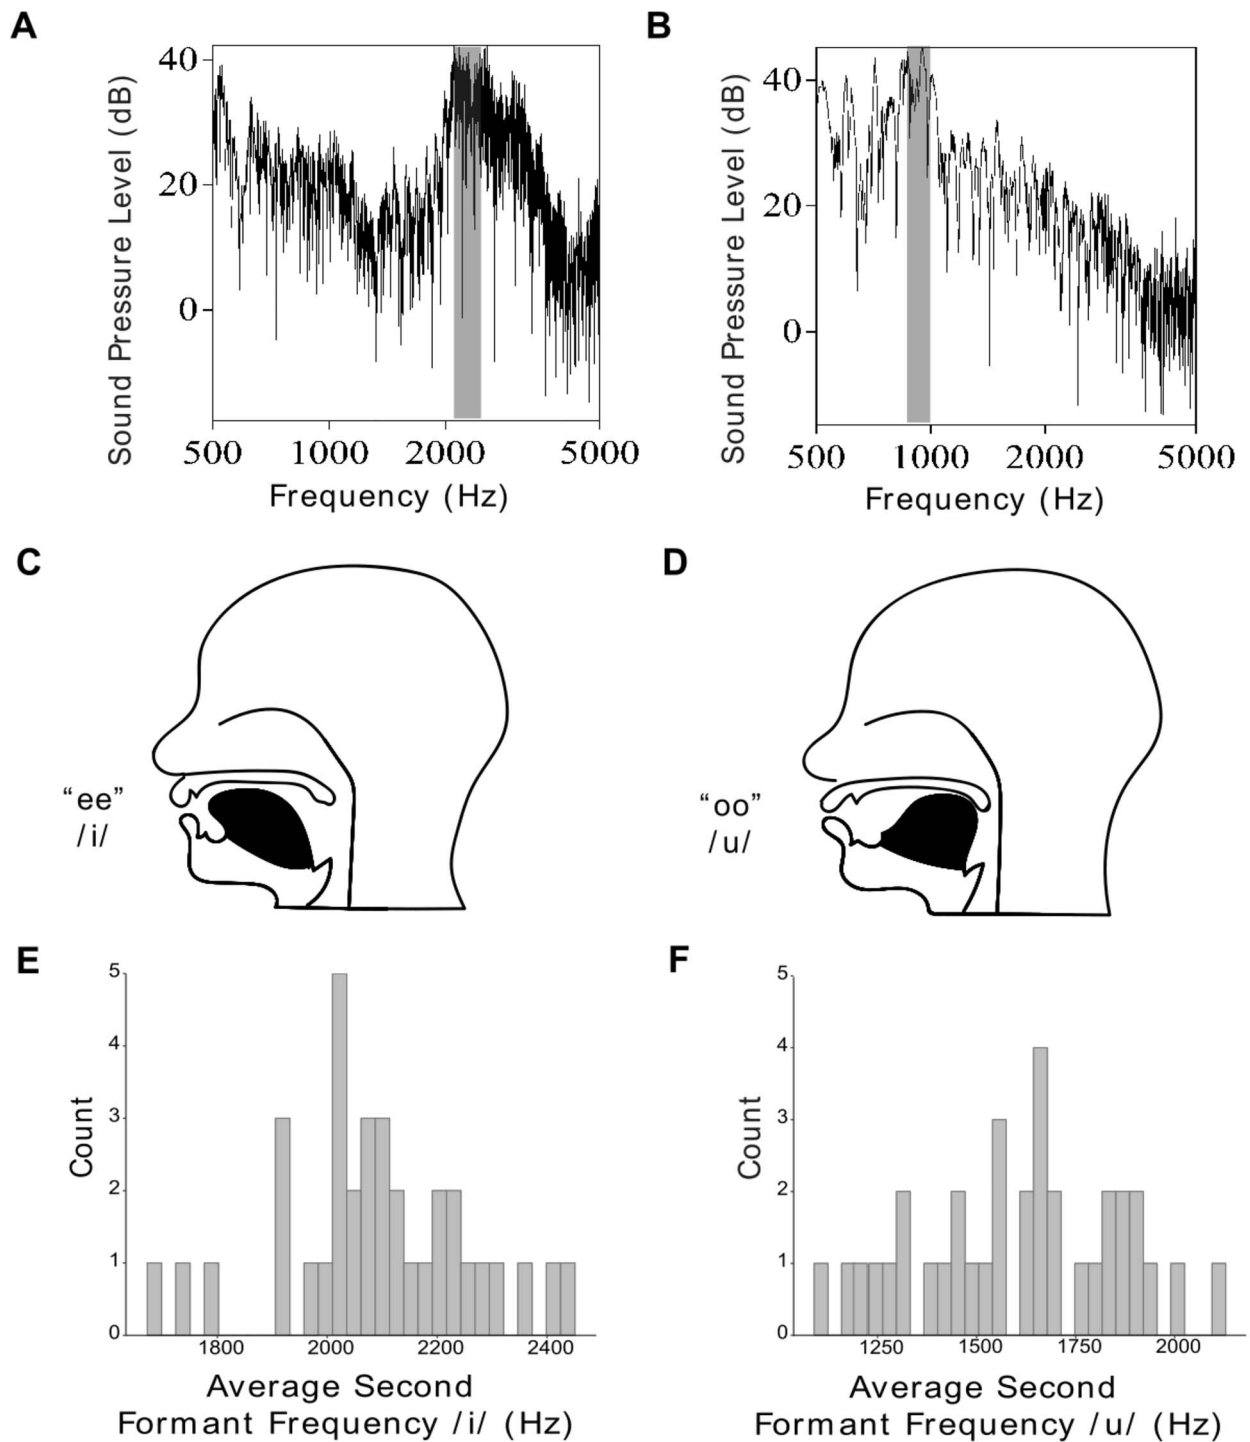 A
B
Sound Pressure Level (dB)
40
20
0
500
1000
2000
5000
Frequency (Hz)
Sound Pressure Level (dB)
40
20
0
500
1000
2000
5000
Frequency (Hz)
C
D
“ee”
/i/
“oo”
/u/
E
F
Count
5
4
3
2
1
0
1800
2000
2200
2400
Average Second
Formant Frequency /i/ (Hz)
Count
5
4
3
2
1
0
1250
1500
1750
2000
Average Second
Formant Frequency /u/ (Hz)